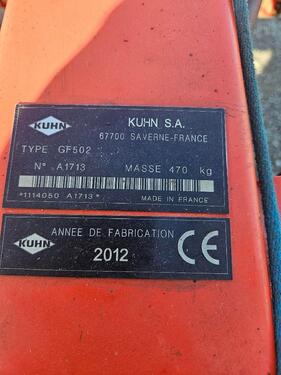 KUHN
KUHN S.A.
67700 SAVERNE-FRANCE
TYPE GF502
N° A1713 MASSE 470 kg
*1114050 A1713*
MADE IN FRANCE
KUHN
ANNEE DE FABRICATION
2012
CE